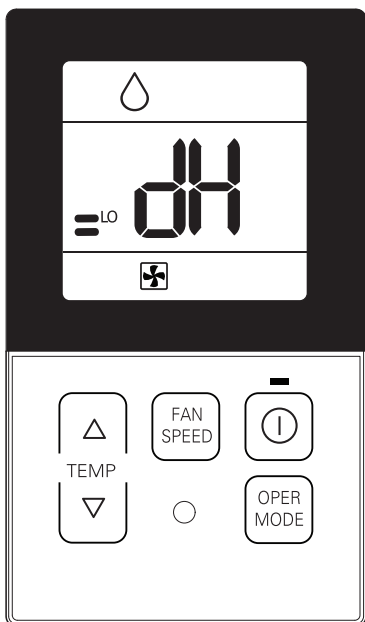 dH
LO
FAN
SPEED
TEMP
OPER
MODE